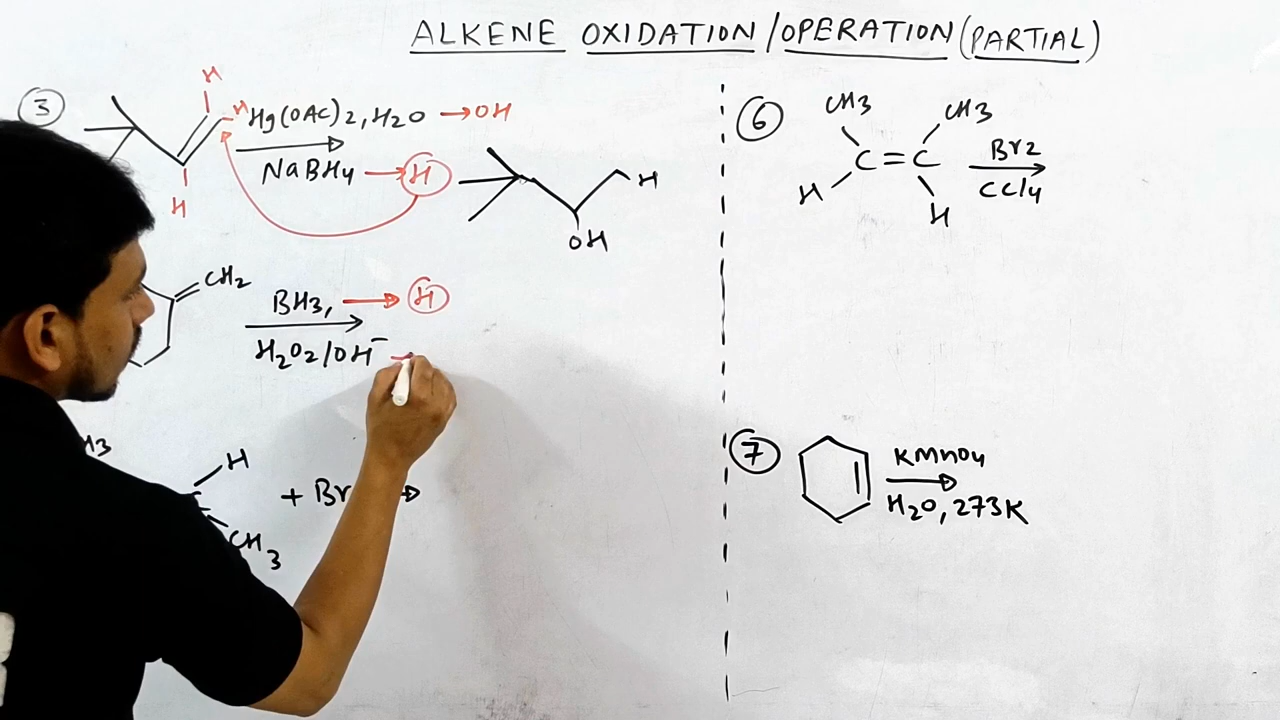 ALKENE OXIDATION/OPERATION (PARTIAL)
3
H
H
H
Hg(OAC)2, H2O → OH
NaBH4 → H
H
OH
CH2
BH3, → H
H2O2/OH⁻
H3
H
+ Br
CH3
6
CH3 CH3
C=C
H
H
Br2
CCl4
7
KMnO4
H2O, 273K